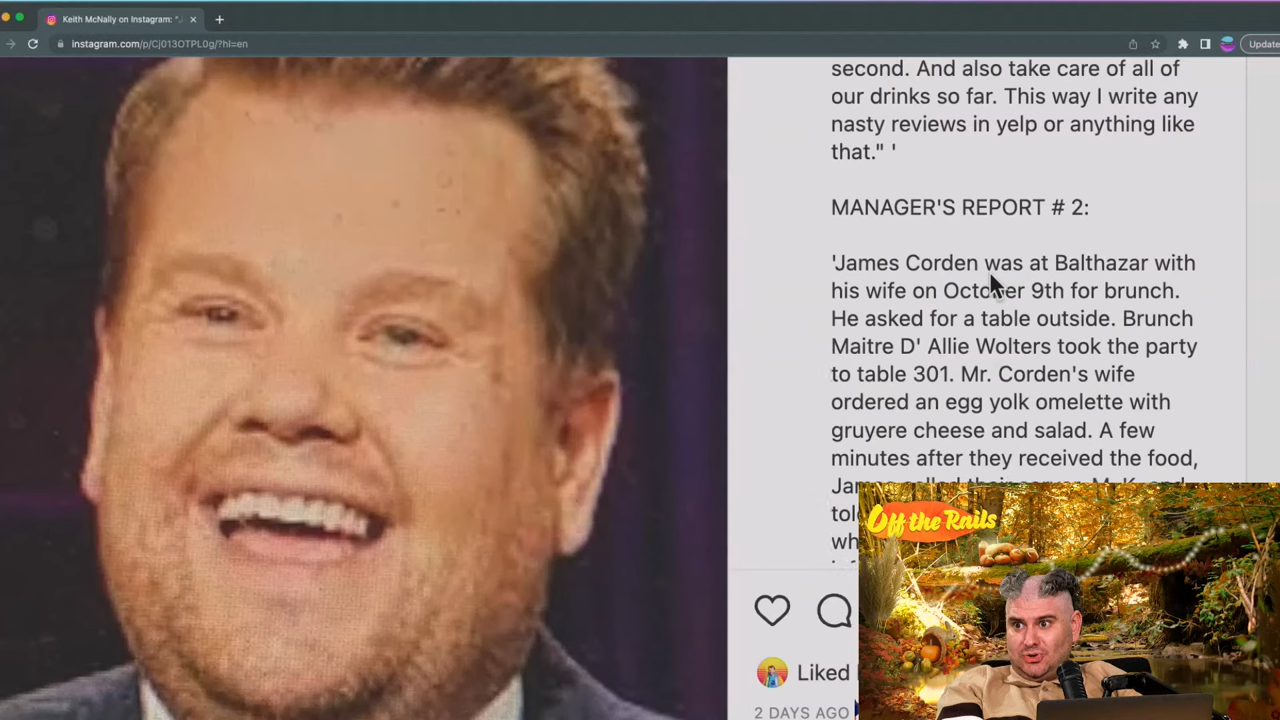 Keith McNally on Instagram: "
instagram.com/p/Cj013OTPL0g/?hl=en
Update
second. And also take care of all of
our drinks so far. This way I write any
nasty reviews in yelp or anything like
that." '
MANAGER'S REPORT # 2:
'James Corden was at Balthazar with
his wife on October 9th for brunch.
He asked for a table outside. Brunch
Maitre D' Allie Wolters took the party
to table 301. Mr. Corden's wife
ordered an egg yolk omelette with
gruyere cheese and salad. A few
minutes after they received the food,
Liked
2 DAYS AGO
Off the Rails